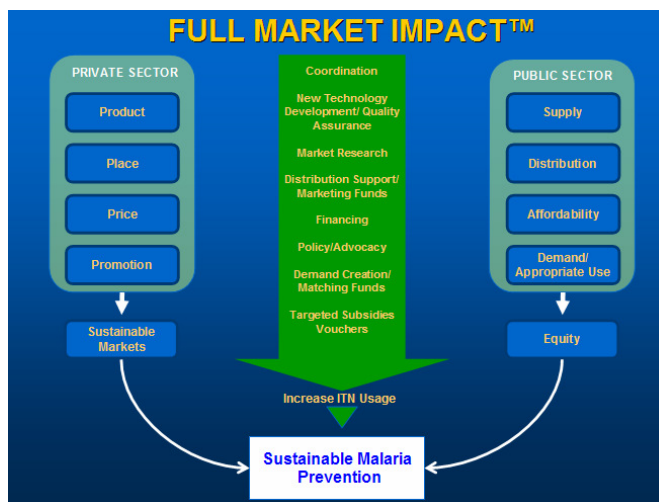 FULL MARKET IMPACT™
PRIVATE SECTOR
Product
Place
Price
Promotion
Sustainable
Markets
Coordination
New Technology
Development/ Quality
Assurance
Market Research
Distribution Support/
Marketing Funds
Financing
Policy/Advocacy
Demand Creation/
Matching Funds
Targeted Subsidies
Vouchers
Increase ITN Usage
PUBLIC SECTOR
Supply
Distribution
Affordability
Demand/
Appropriate Use
Equity
Sustainable Malaria
Prevention